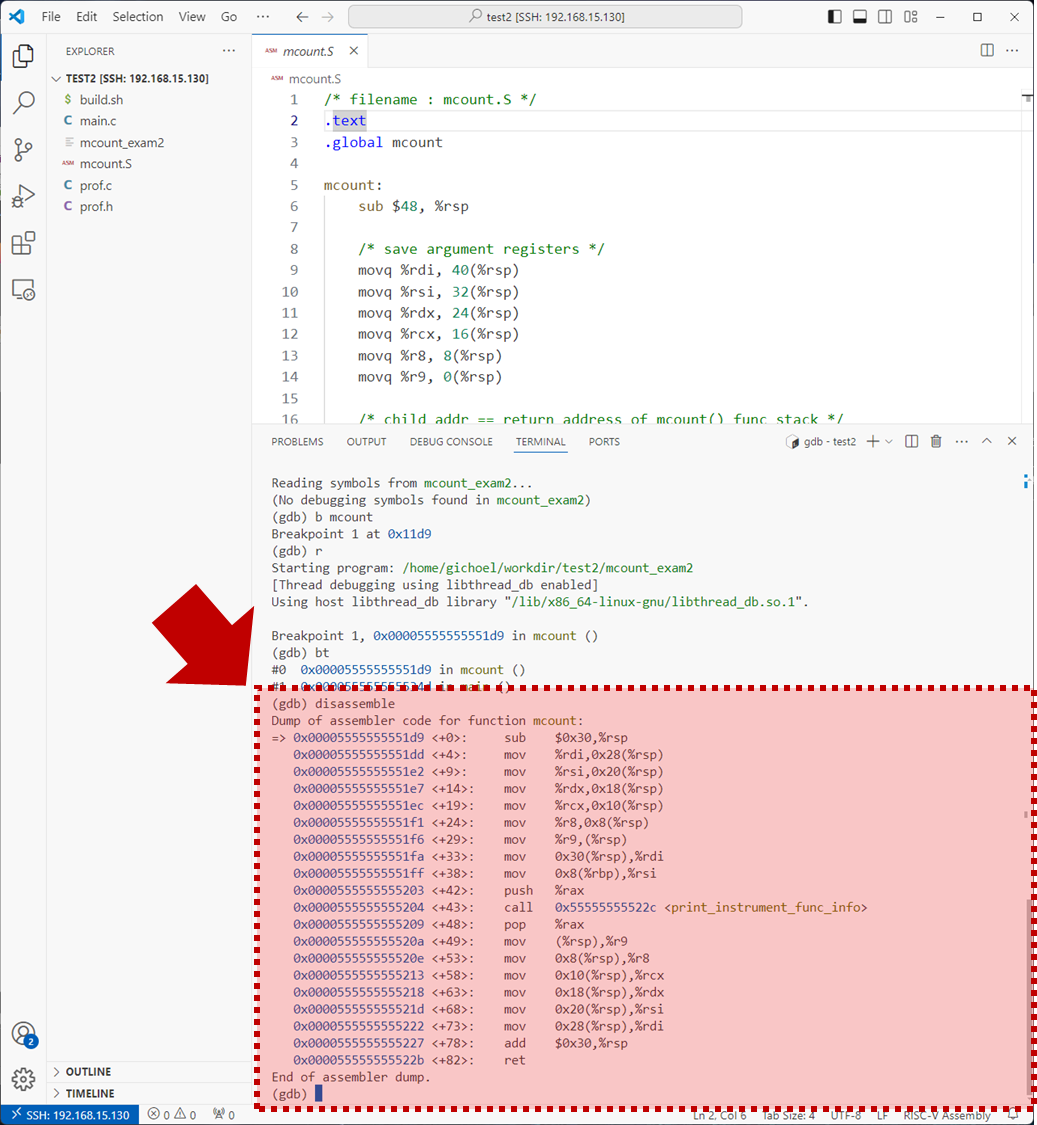 File Edit Selection View Go ··· test2 [SSH: 192.168.15.130]
EXPLORER ···
TEST2 [SSH: 192.168.15.130]
$ build.sh
C main.c
mcount_exam2
ASM mcount.S
C prof.c
C prof.h
OUTLINE
TIMELINE
2
ASM mcount.S
ASM mcount.S
1 /* filename : mcount.S */
2 .text
3 .global mcount
4
5 mcount:
6 sub $48, %rsp
7
8 /* save argument registers */
9 movq %rdi, 40(%rsp)
10 movq %rsi, 32(%rsp)
11 movq %rdx, 24(%rsp)
12 movq %rcx, 16(%rsp)
13 movq %r8, 8(%rsp)
14 movq %r9, 0(%rsp)
15
16 /* child addr == return address of mcount() func stack */
PROBLEMS OUTPUT DEBUG CONSOLE TERMINAL PORTS gdb - test2
Reading symbols from mcount_exam2...
(No debugging symbols found in mcount_exam2)
(gdb) b mcount
Breakpoint 1 at 0x11d9
(gdb) r
Starting program: /home/gichoel/workdir/test2/mcount_exam2
[Thread debugging using libthread_db enabled]
Using host libthread_db library "/lib/x86_64-linux-gnu/libthread_db.so.1".
Breakpoint 1, 0x00005555555551d9 in mcount ()
(gdb) bt
#0 0x00005555555551d9 in mcount ()
#1 in main ()
(gdb) disassemble
Dump of assembler code for function mcount:
=> 0x00005555555551d9 <+0>: sub $0x30,%rsp
0x00005555555551dd <+4>: mov %rdi,0x28(%rsp)
0x00005555555551e2 <+9>: mov %rsi,0x20(%rsp)
0x00005555555551e7 <+14>: mov %rdx,0x18(%rsp)
0x00005555555551ec <+19>: mov %rcx,0x10(%rsp)
0x00005555555551f1 <+24>: mov %r8,0x8(%rsp)
0x00005555555551f6 <+29>: mov %r9,(%rsp)
0x00005555555551fa <+33>: mov 0x30(%rsp),%rdi
0x00005555555551ff <+38>: mov 0x8(%rbp),%rsi
0x0000555555555203 <+42>: push %rax
0x0000555555555204 <+43>: call 0x55555555522c <print_instrument_func_info>
0x0000555555555209 <+48>: pop %rax
0x000055555555520a <+49>: mov (%rsp),%r9
0x000055555555520e <+53>: mov 0x8(%rsp),%r8
0x0000555555555213 <+58>: mov 0x10(%rsp),%rcx
0x0000555555555218 <+63>: mov 0x18(%rsp),%rdx
0x000055555555521d <+68>: mov 0x20(%rsp),%rsi
0x0000555555555222 <+73>: mov 0x28(%rsp),%rdi
0x0000555555555227 <+78>: add $0x30,%rsp
0x000055555555522b <+82>: ret
End of assembler dump.
(gdb)
SSH: 192.168.15.130 0 0 0 Ln 2, Col 6 Tab Size: 4 UTF-8 LF RISC-V Assembly